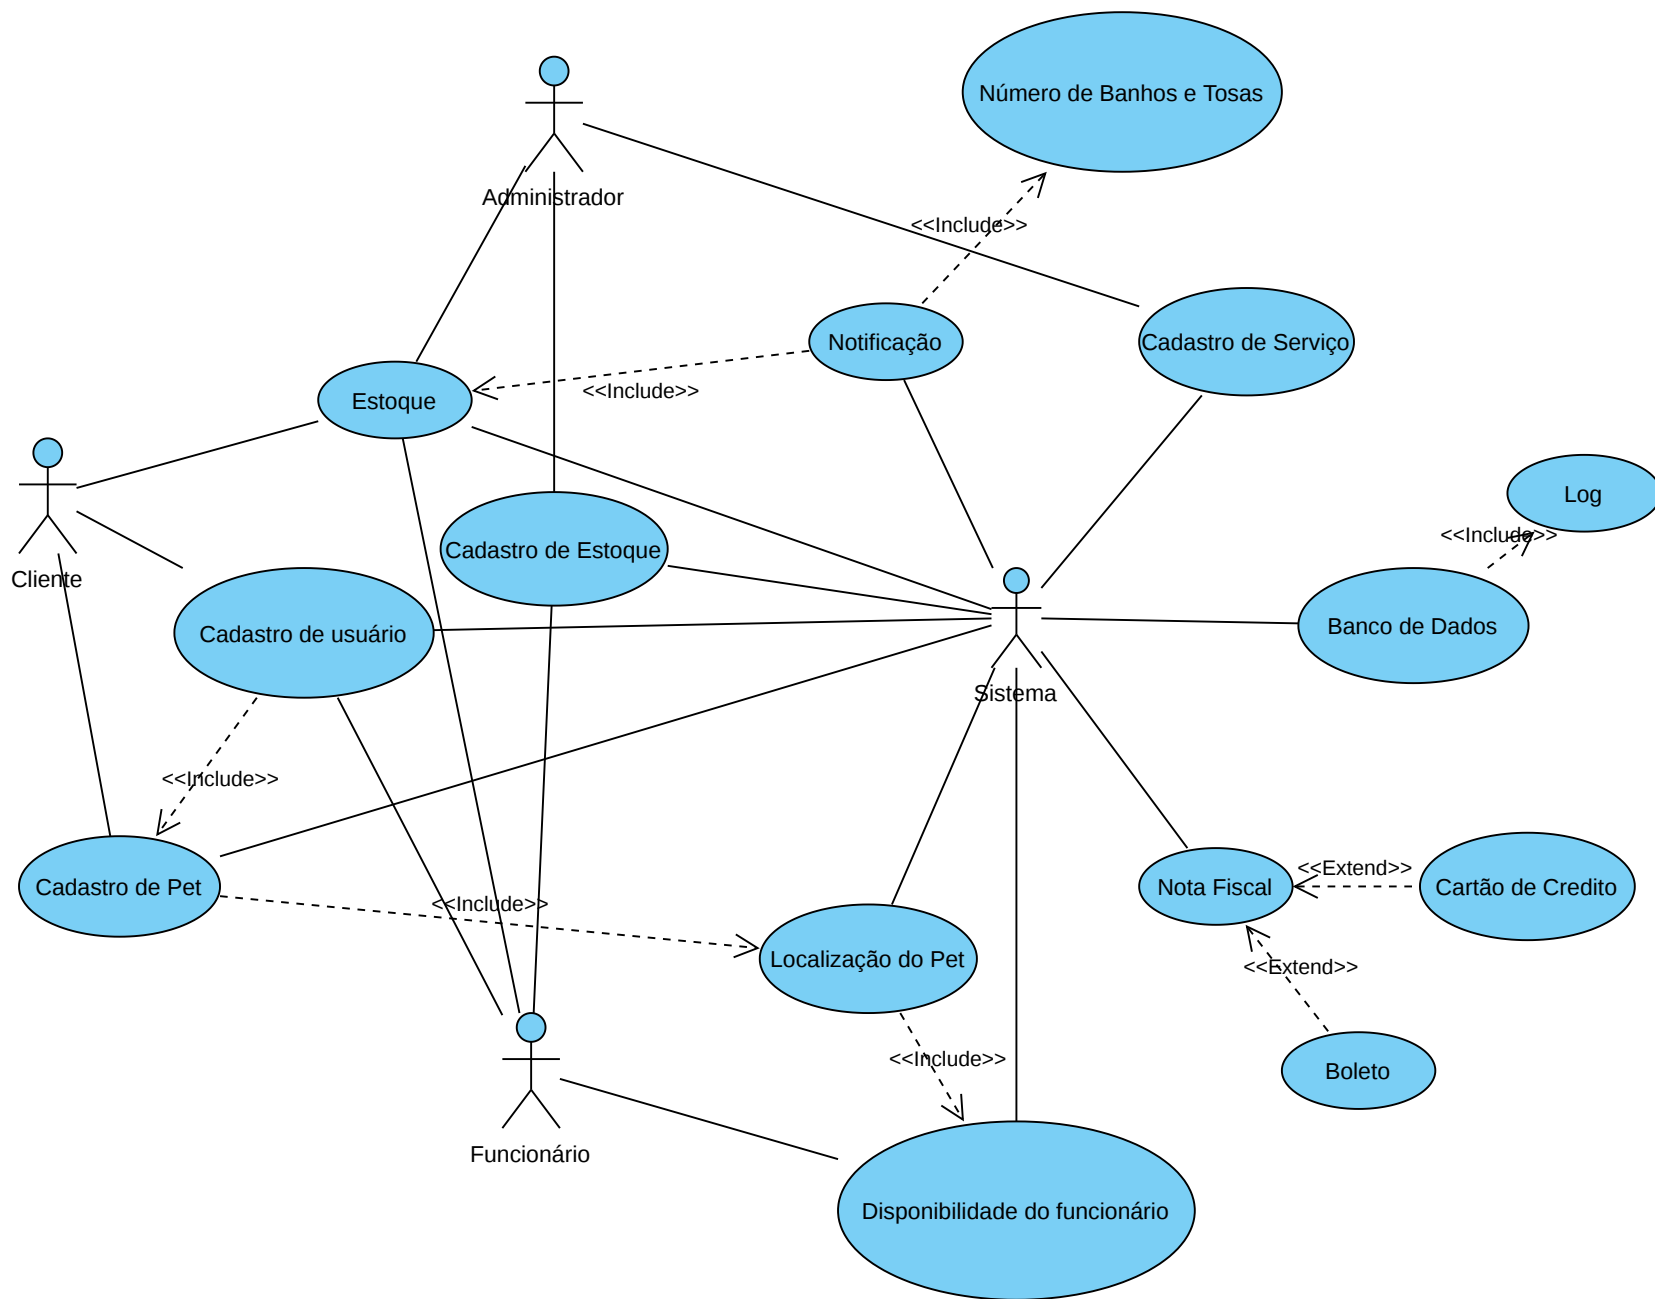 Número de Banhos e Tosas
Administrador
<<Include>>
Notificação
Cadastro de Serviço
<<Include>>
Estoque
Log
<<Include>>
Cadastro de Estoque
Cliente
Cadastro de usuário
Banco de Dados
Sistema
<<Include>>
<<Extend>>
Cadastro de Pet
Nota Fiscal
Cartão de Credito
<<Include>>
Localização do Pet
<<Extend>>
<<Include>>
Boleto
Funcionário
Disponibilidade do funcionário